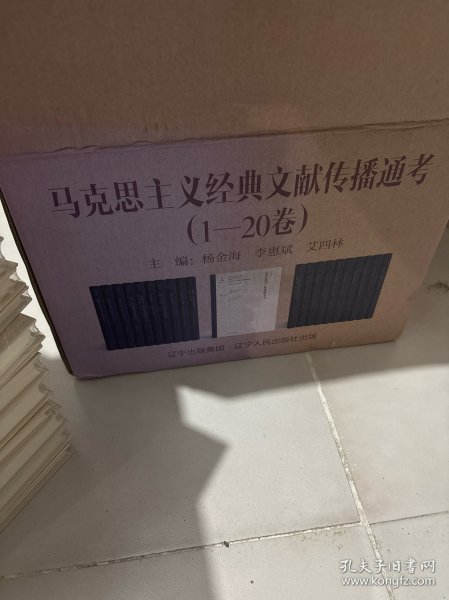 马克思主义经典文献传播通考
(1—20卷)
主 编：杨金海 李惠斌 艾四林
辽宁出版集团 · 辽宁人民出版社出版
孔夫子旧书网
www.kongfz.com